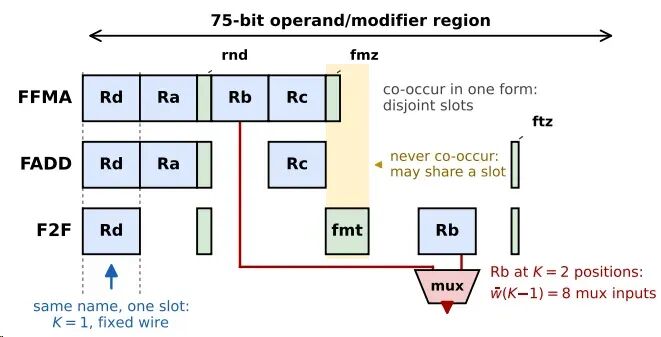 75-bit operand/modifier region
rnd
fmz
FFMA
Rd
Ra
Rb
Rc
co-occur in one form:
disjoint slots
ftz
FADD
Rd
Ra
Rc
never co-occur:
may share a slot
F2F
Rd
fmt
Rb
same name, one slot:
K = 1, fixed wire
mux
Rb at K = 2 positions:
w̄(K−1) = 8 mux inputs